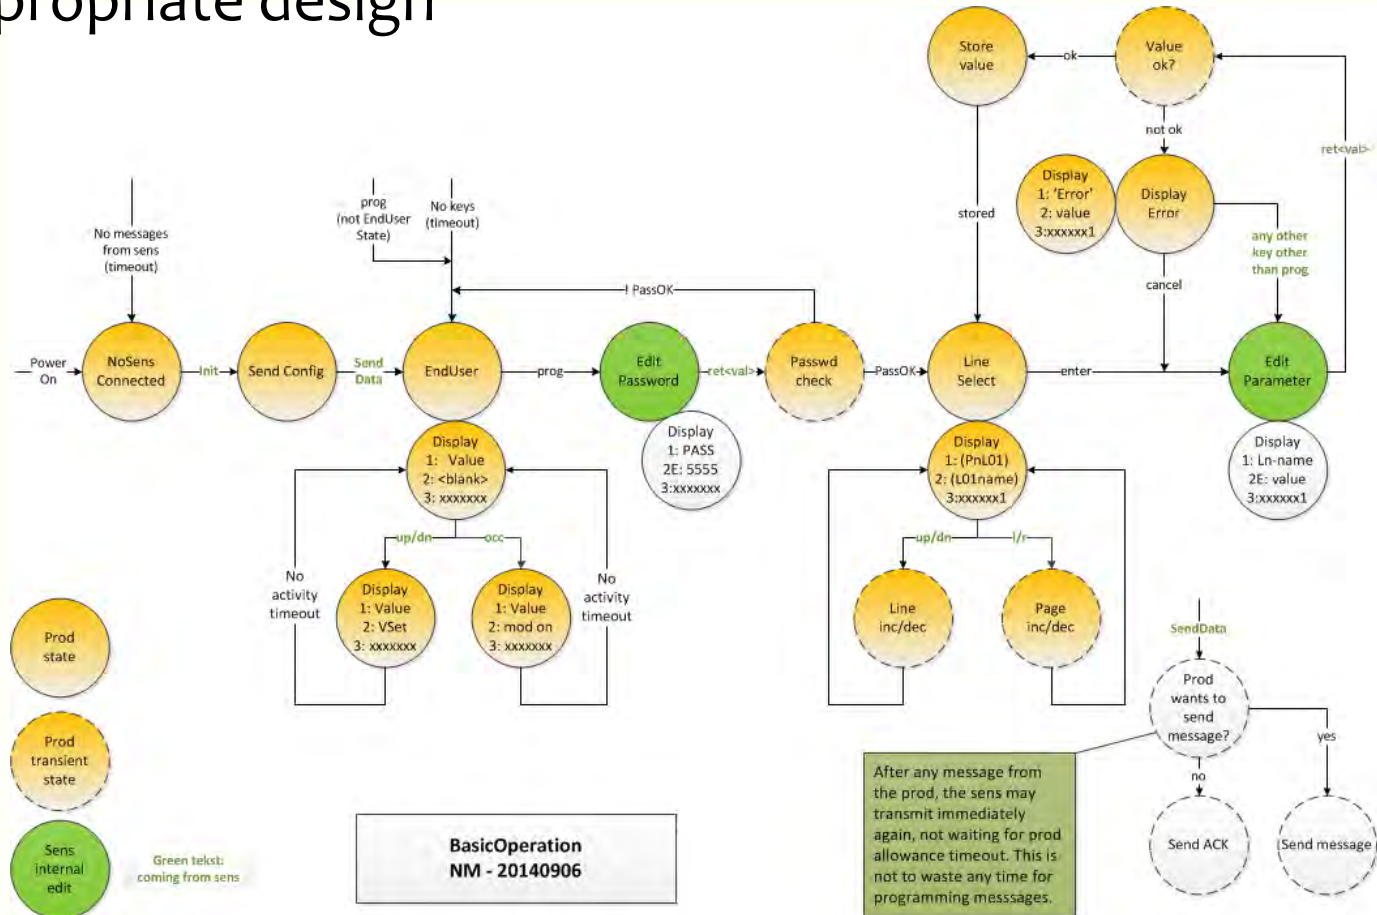 propriate design
Store
value
ok
Value
ok?
not ok
ret<val>
Display
1: 'Error'
2: value
3:xxxxxx1
Display
Error
any other
key other
than prog
cancel
stored
No messages
from sens
(timeout)
prog
(not EndUser
State)
No keys
(timeout)
! PassOK
Power
On
NoSens
Connected
Init
Send Config
Send
Data
EndUser
prog
Edit
Password
ret<val>
Passwd
check
PassOK
Line
Select
enter
Edit
Parameter
Display
1: Value
2: <blank>
3: xxxxxxx
Display
1: PASS
2E: 5555
3:xxxxxxx
Display
1: (PnL01)
2: (L01name)
3:xxxxxx1
Display
1: Ln-name
2E: value
3:xxxxxx1
up/dn
occ
No
activity
timeout
Display
1: Value
2: VSet
3: xxxxxxx
Display
1: Value
2: mod on
3: xxxxxxx
No
activity
timeout
up/dn
l/r
Line
inc/dec
Page
inc/dec
Prod
state
Prod
transient
state
Sens
internal
edit
Green tekst:
coming from sens
BasicOperation
NM - 20140906
SendData
Prod
wants to
send
message?
yes
no
Send ACK
Send message
After any message from
the prod, the sens may
transmit immediately
again, not waiting for prod
allowance timeout. This is
not to waste any time for
programming messsages.